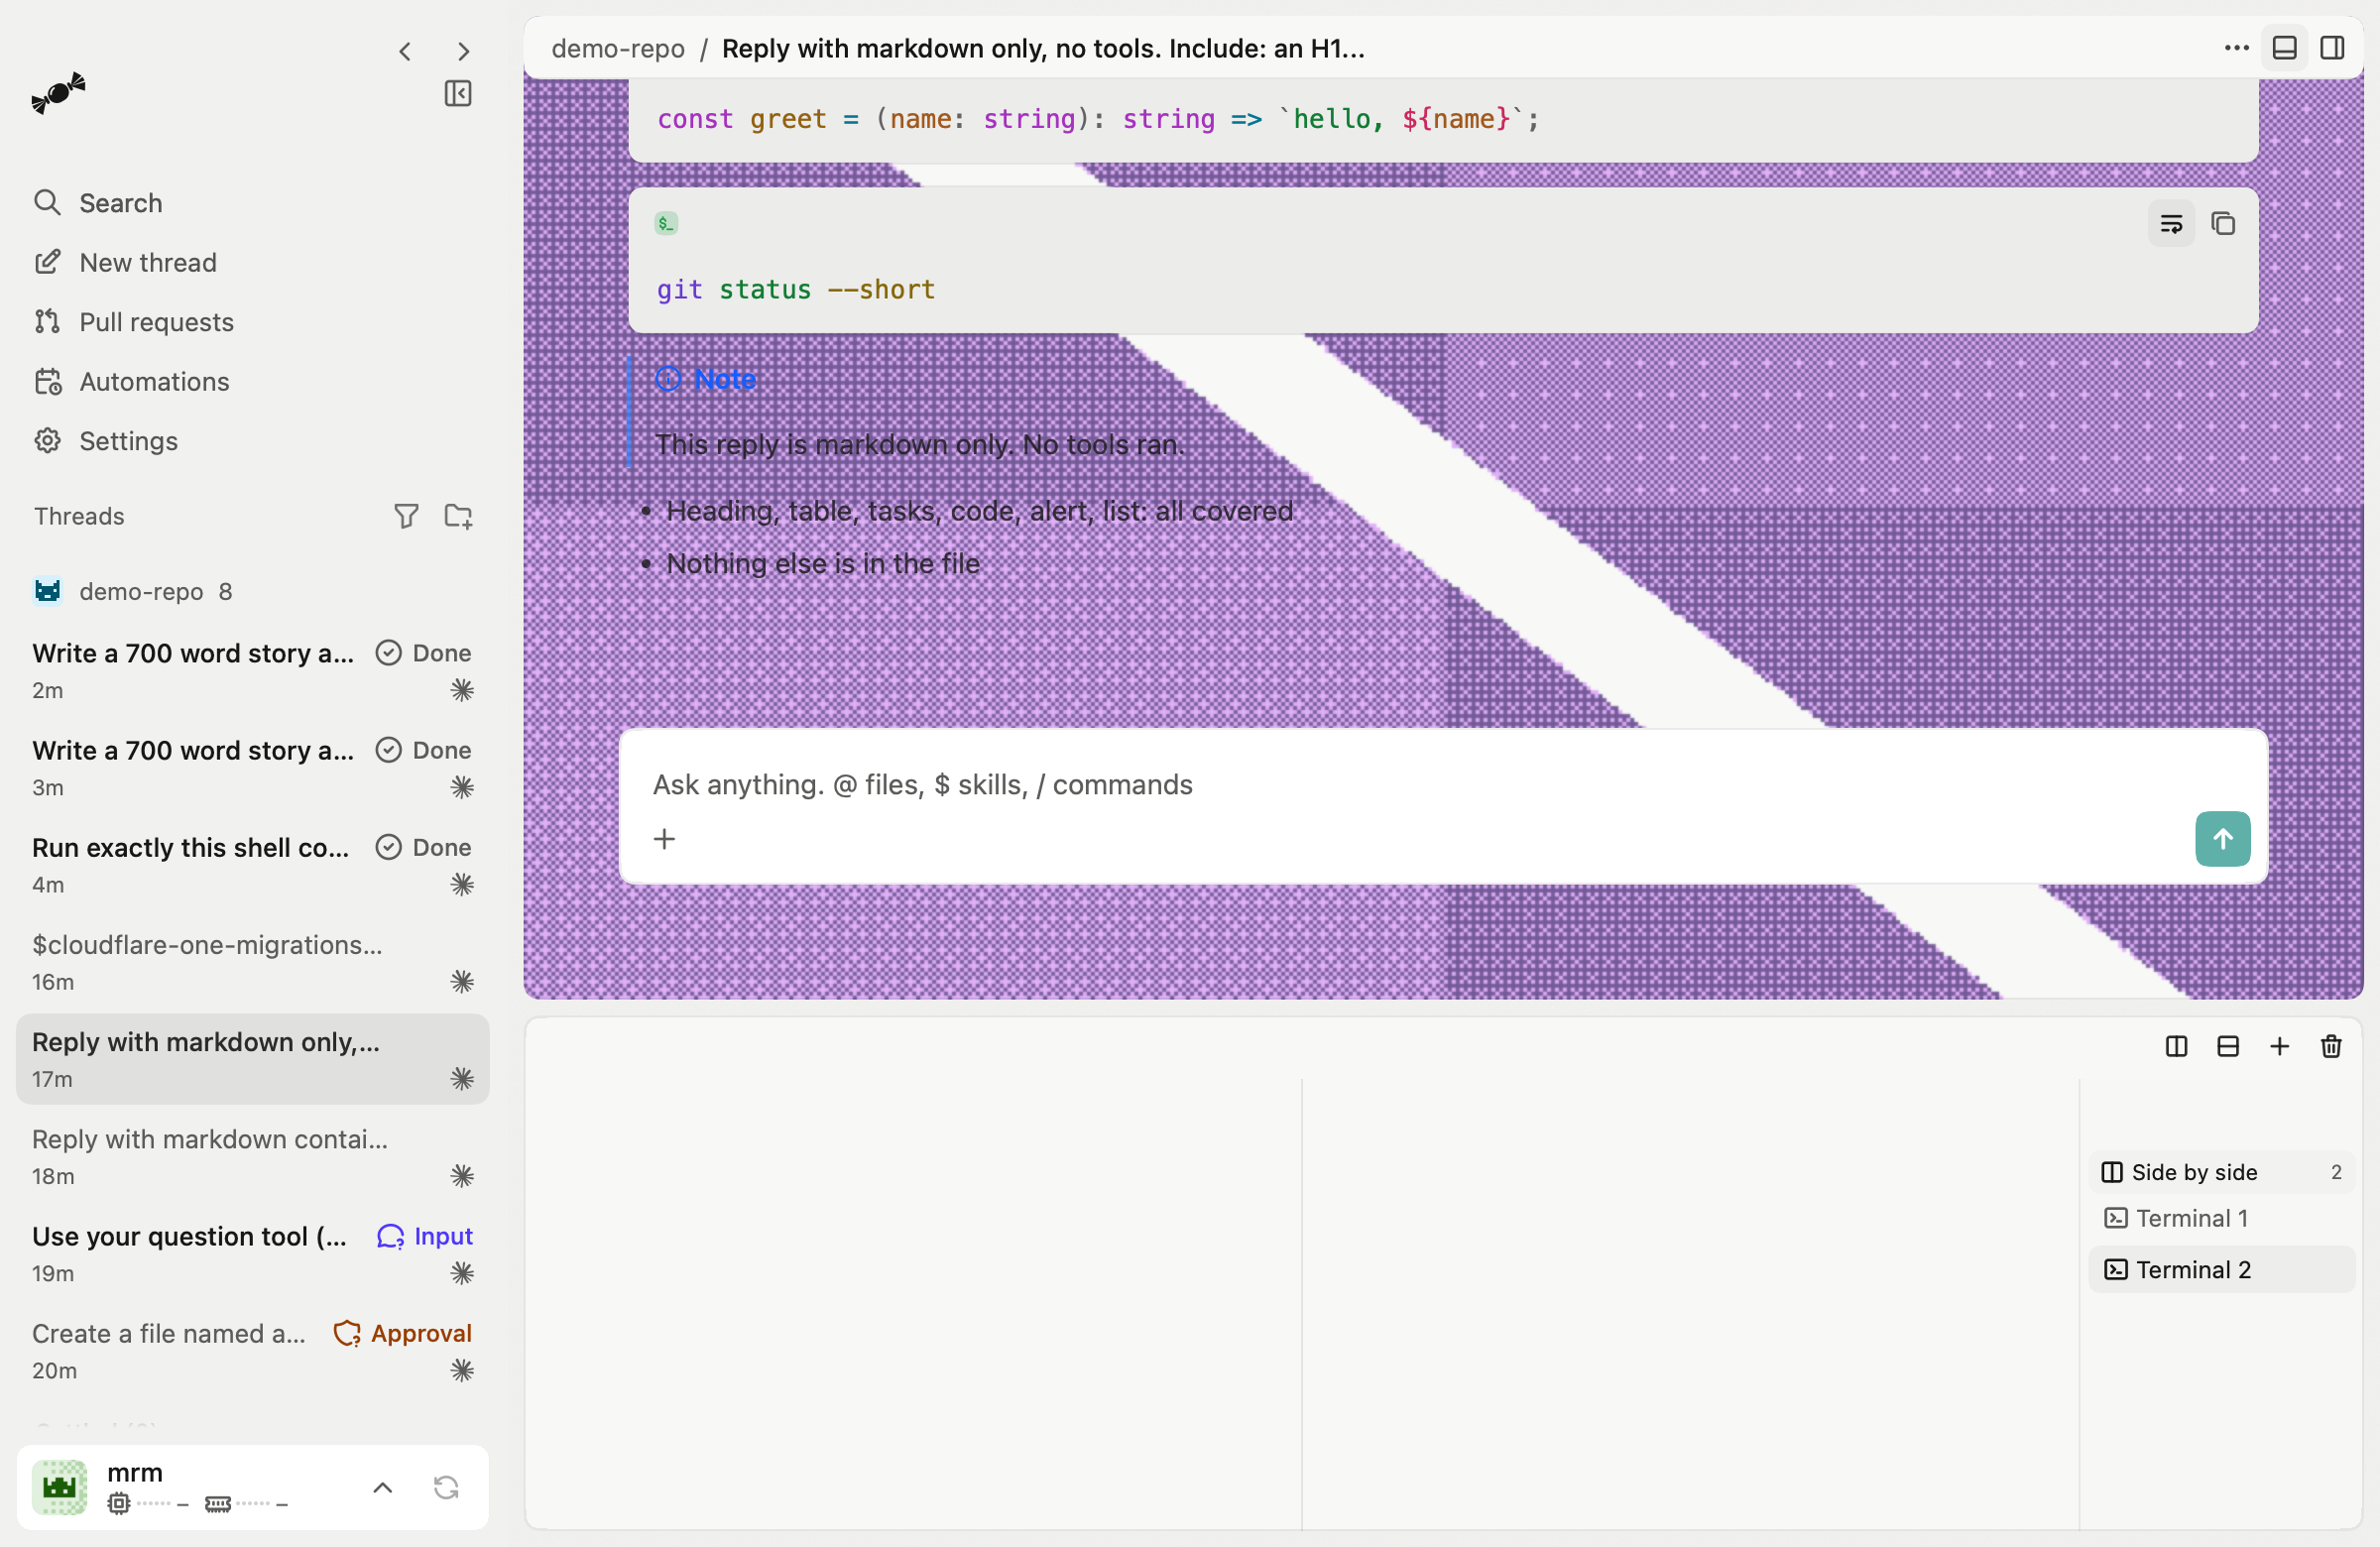 demo-repo / Reply with markdown only, no tools. Include: an H1...
Search
New thread
Pull requests
Automations
Settings
Threads
demo-repo 8
Write a 700 word story a... Done
2m
Write a 700 word story a... Done
3m
Run exactly this shell co... Done
4m
$cloudflare-one-migrations...
16m
Reply with markdown only,...
17m
Reply with markdown contai...
18m
Use your question tool (... Input
19m
Create a file named a... Approval
20m
mrm
const greet = (name: string): string => `hello, ${name}`;
$_
git status --short
Note
This reply is markdown only. No tools ran.
• Heading, table, tasks, code, alert, list: all covered
• Nothing else is in the file
Ask anything. @ files, $ skills, / commands
Side by side 2
Terminal 1
Terminal 2